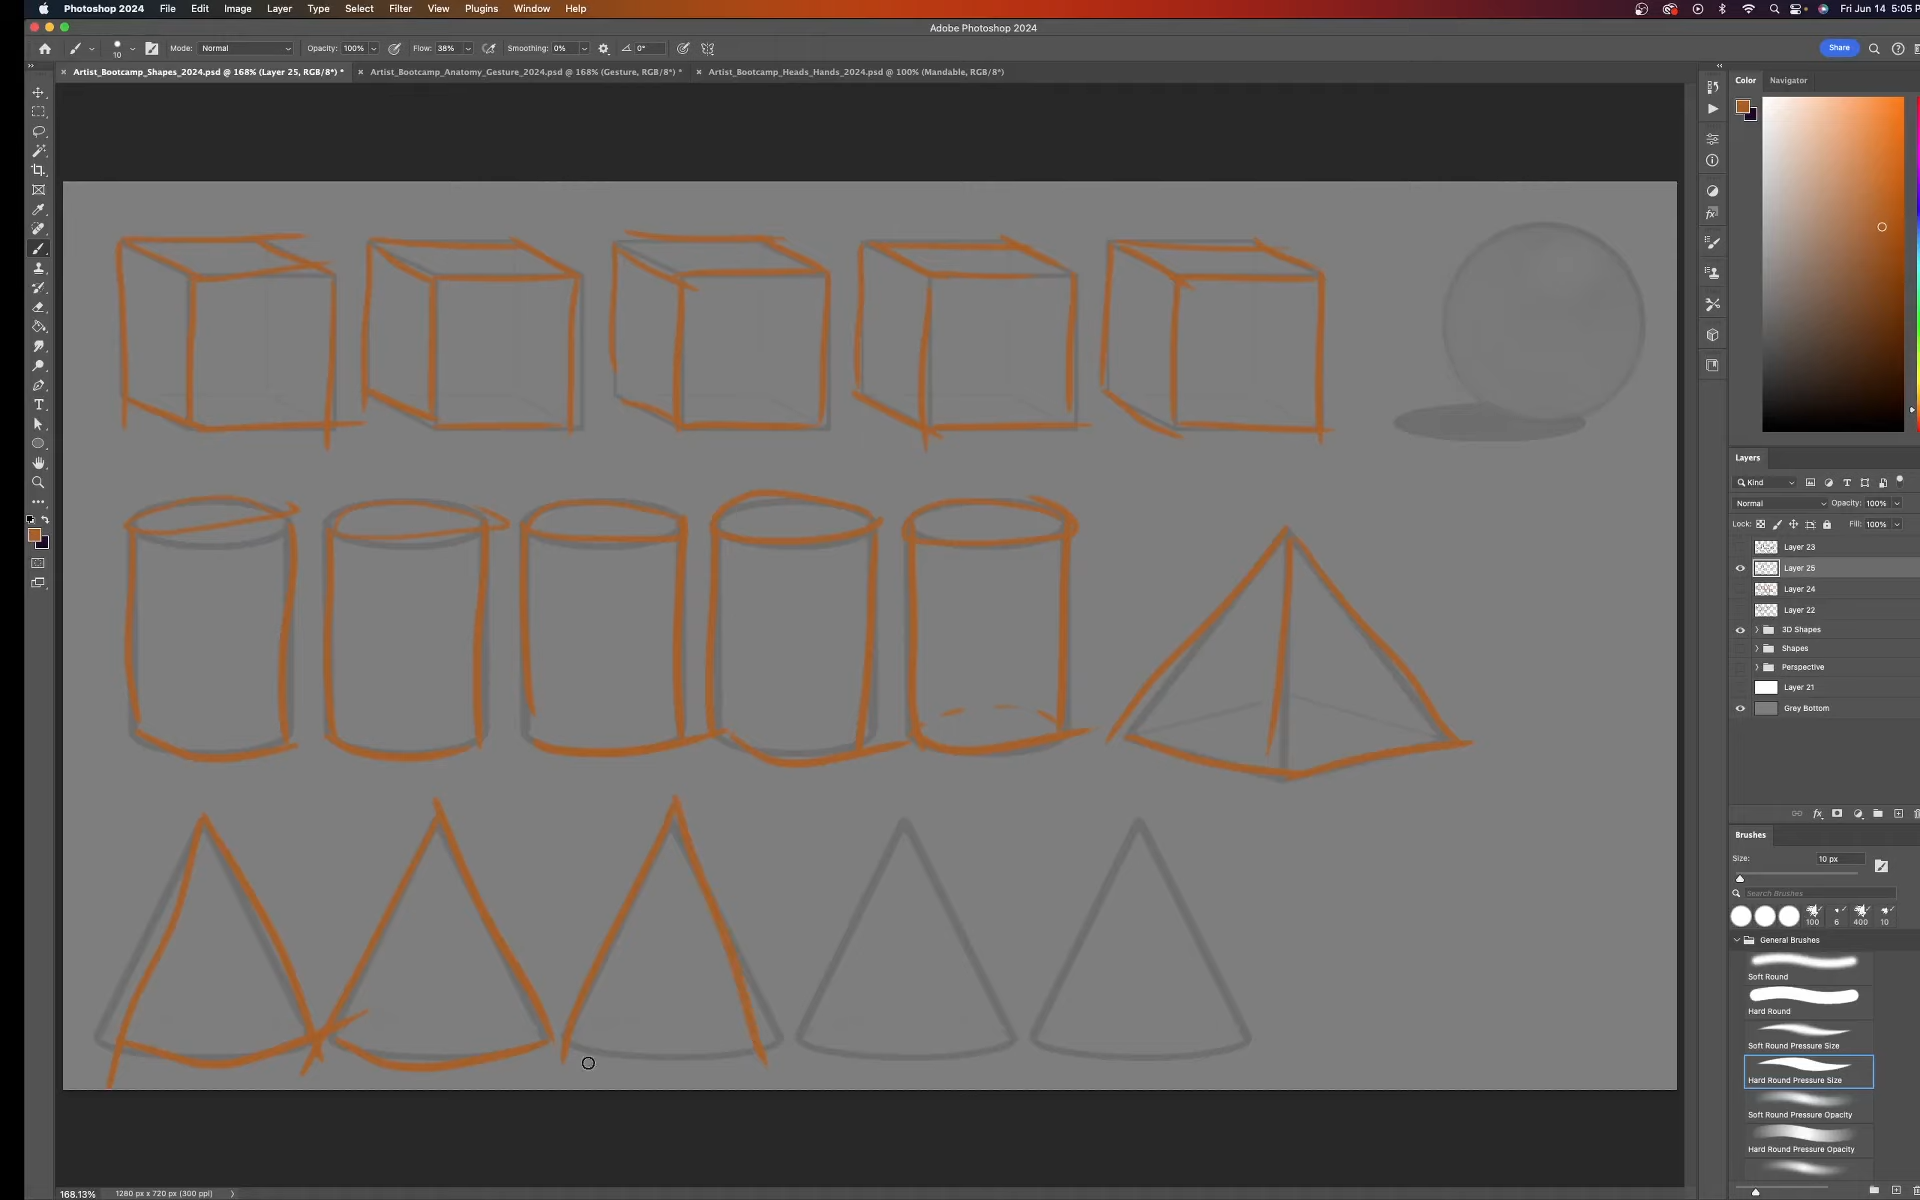 Photoshop 2024 File Edit Image Layer Type Select Filter View Plugins Window Help Fri Jun 14 5:05 P
Adobe Photoshop 2024
10 Mode: Normal Opacity: 100% Flow: 38% Smoothing: 0% 0° Share
Artist_Bootcamp_Shapes_2024.psd @ 168% (Layer 25, RGB/8*) * Artist_Bootcamp_Anatomy_Gesture_2024.psd @ 168% (Gesture, RGB/8*) * Artist_Bootcamp_Heads_Hands_2024.psd @ 100% (Mandable, RGB/8*)
Color Navigator
Layers
Kind
Normal Opacity: 100%
Lock: Fill: 100%
Layer 23
Layer 25
Layer 24
Layer 22
3D Shapes
Shapes
Perspective
Layer 21
Grey Bottom
fx
Brushes
Size: 10 px
Search Brushes
100 6 400 10
General Brushes
Soft Round
Hard Round
Soft Round Pressure Size
Hard Round Pressure Size
Soft Round Pressure Opacity
Hard Round Pressure Opacity
168.13% 1280 px x 720 px (300 ppi)